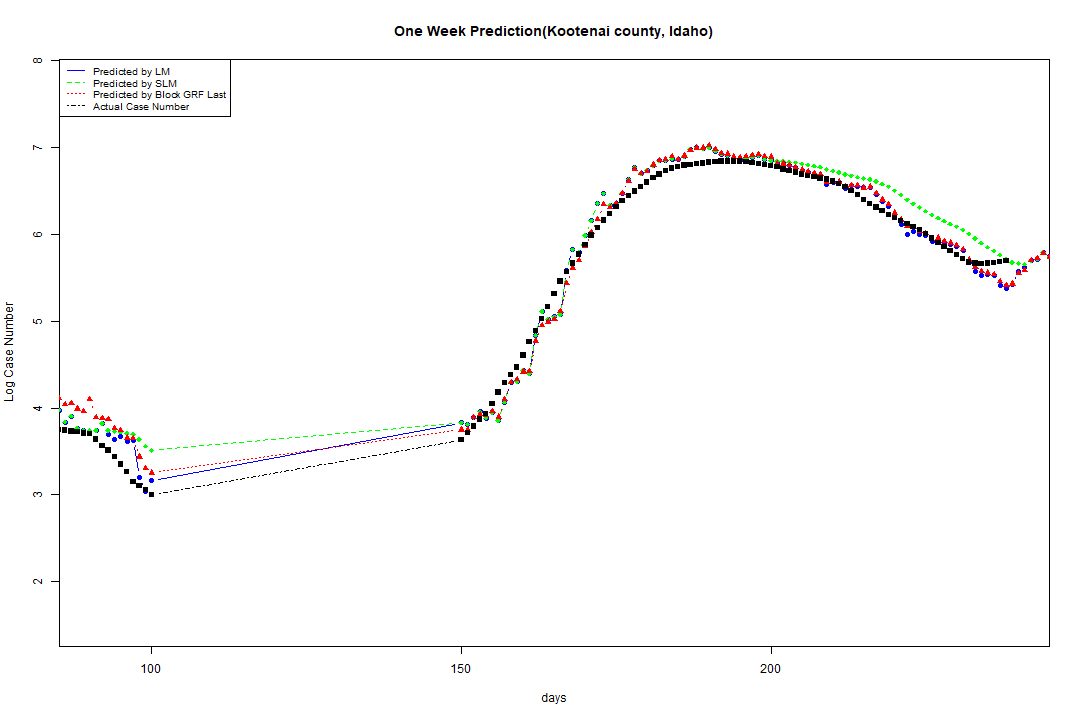 One Week Prediction(Kootenai county, Idaho)
Predicted by LM
Predicted by SLM
Predicted by Block GRF Last
Actual Case Number
8
7
6
5
4
3
2
Log Case Number
100 150 200
days